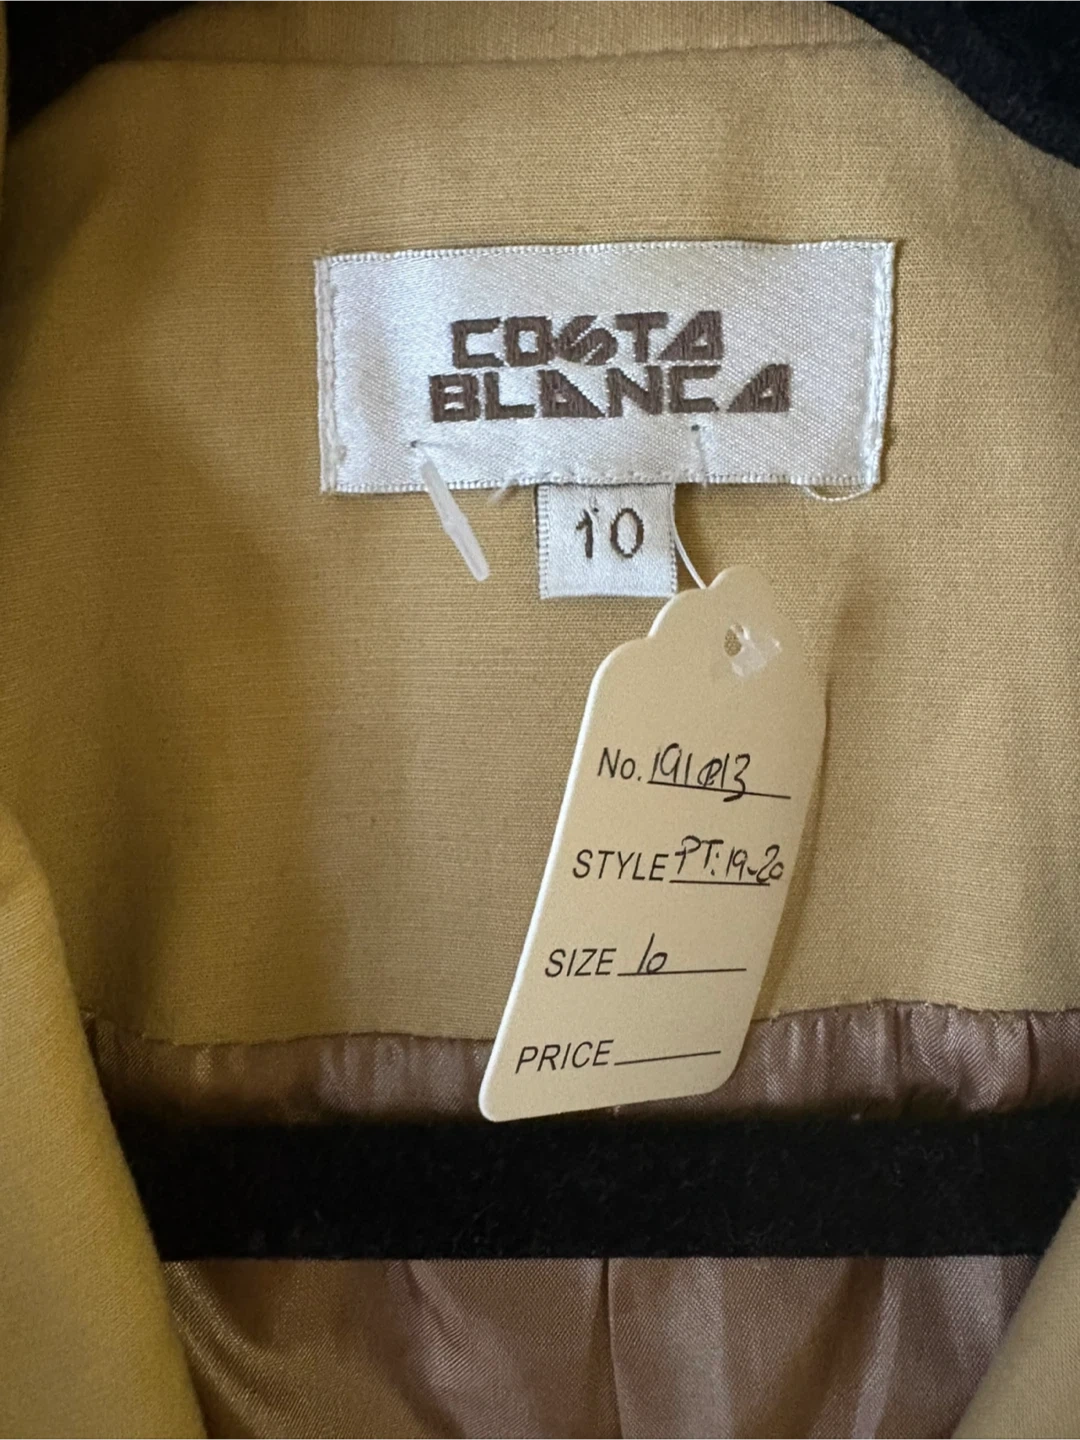 COSTA
BLANCA
10
No. 191013
STYLE PT: 19-20
SIZE 10
PRICE